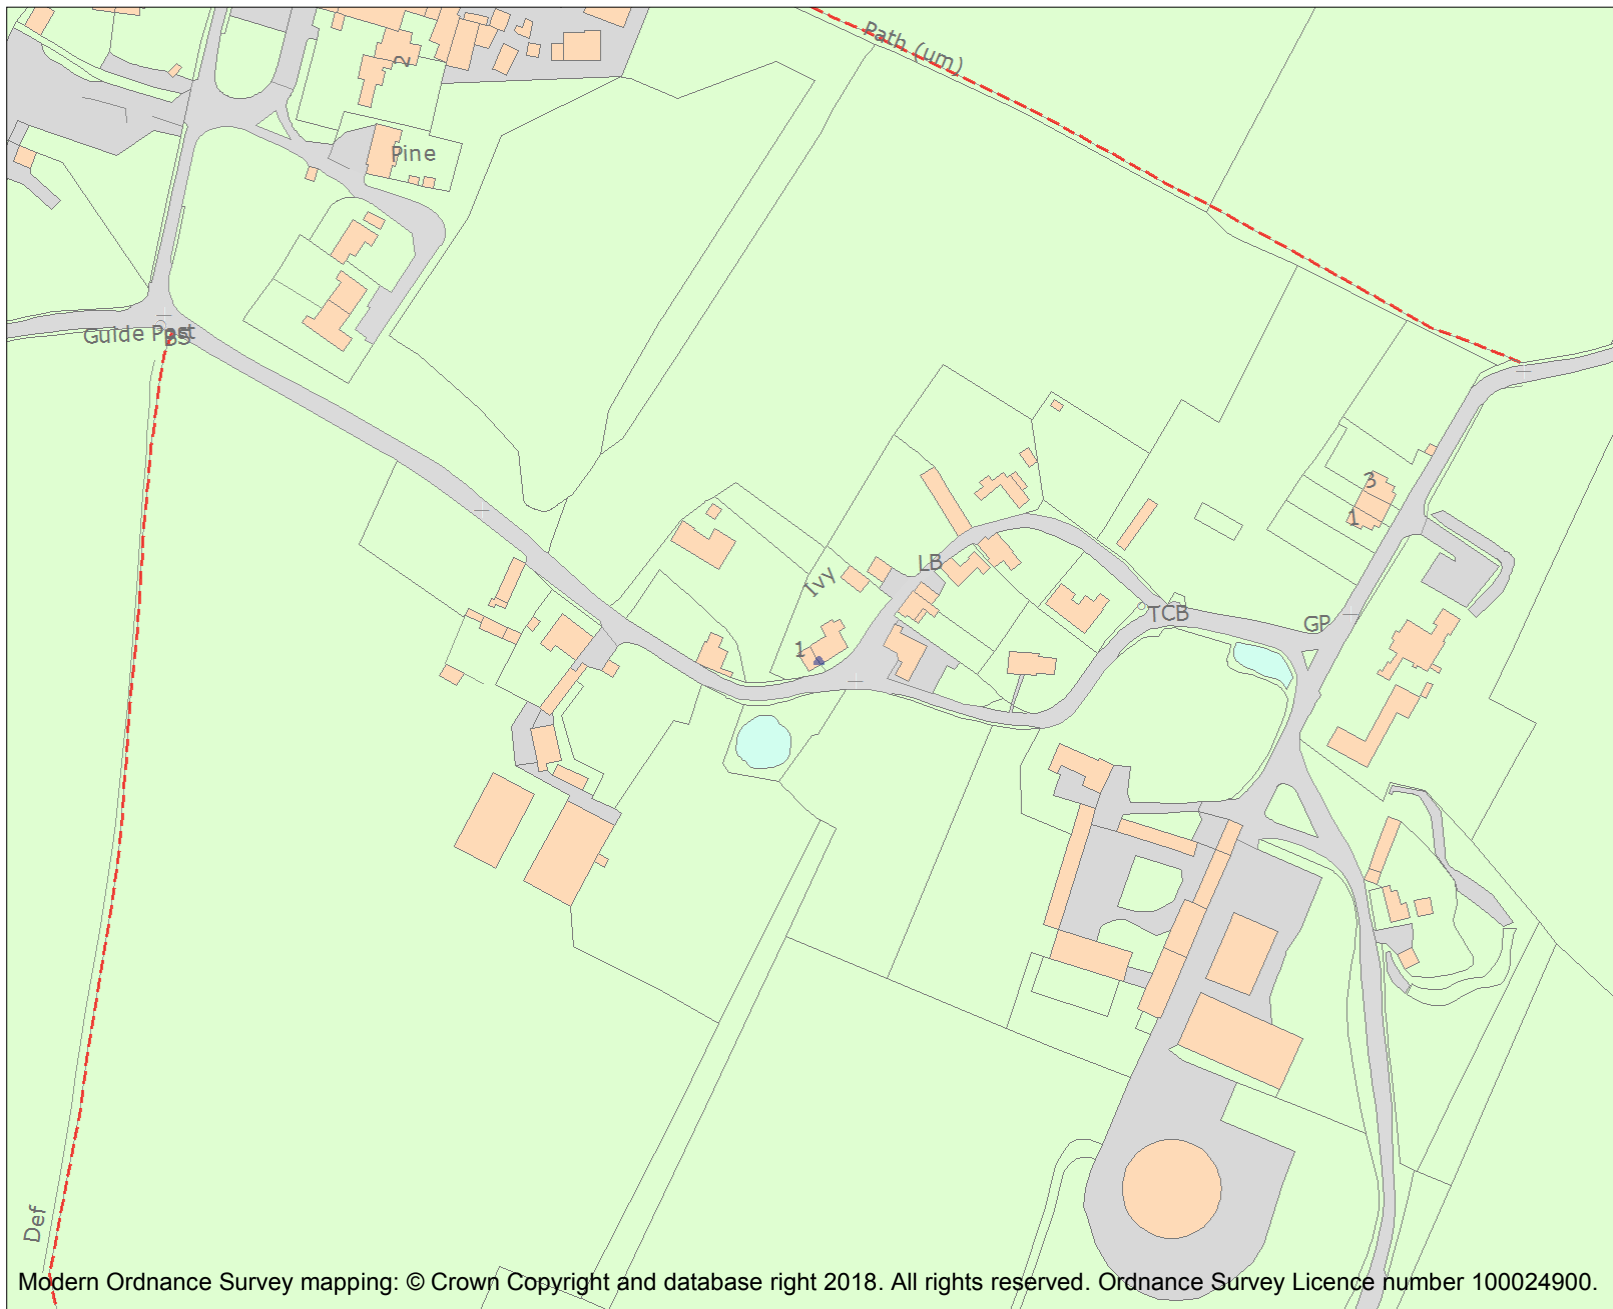 Path (um)
2
Pine
Guide Post
BS
3
1
LB
Ivy
TCB
GP
1
Def
Modern Ordnance Survey mapping: © Crown Copyright and database right 2018. All rights reserved. Ordnance Survey Licence number 100024900.